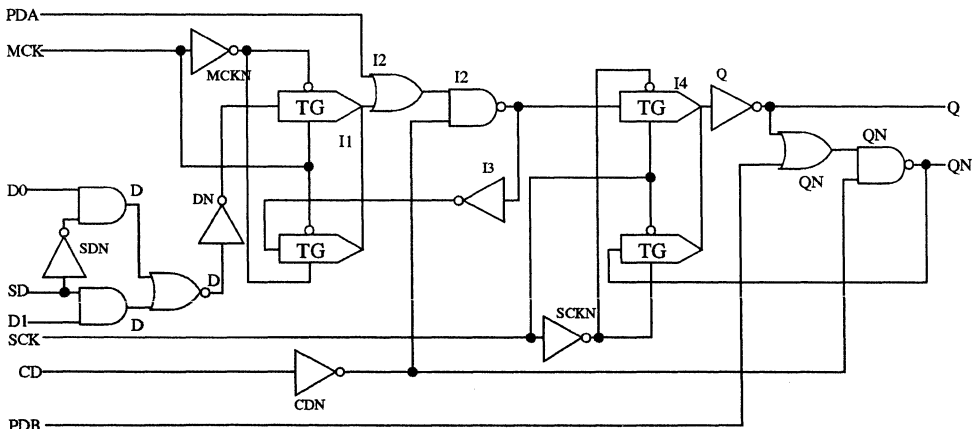 PDA
MCK
MCKN
I2
I2
I4
Q
TG
TG
Q
I1
QN
I3
QN
QN
D0
D
DN
SDN
TG
TG
D
SD
D1
D
SCKN
SCK
CD
CDN
PDB